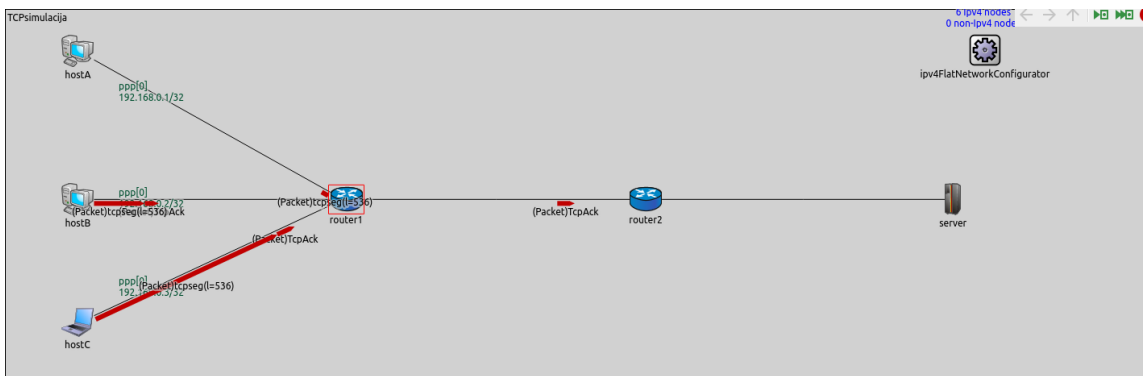 TCPsimulacija
6 ipv4 nodes
0 non-ipv4 node
hostA
ipv4FlatNetworkConfigurator
ppp[0]
192.168.0.1/32
ppp[0]
(Packet)tcpseg(l=536)
(Packet)tcpseg(l=536)
Ack
(Packet)TcpAck
hostB
router1
router2
server
(Packet)TcpAck
ppp[0]
(Packet)tcpseg(l=536)
hostC